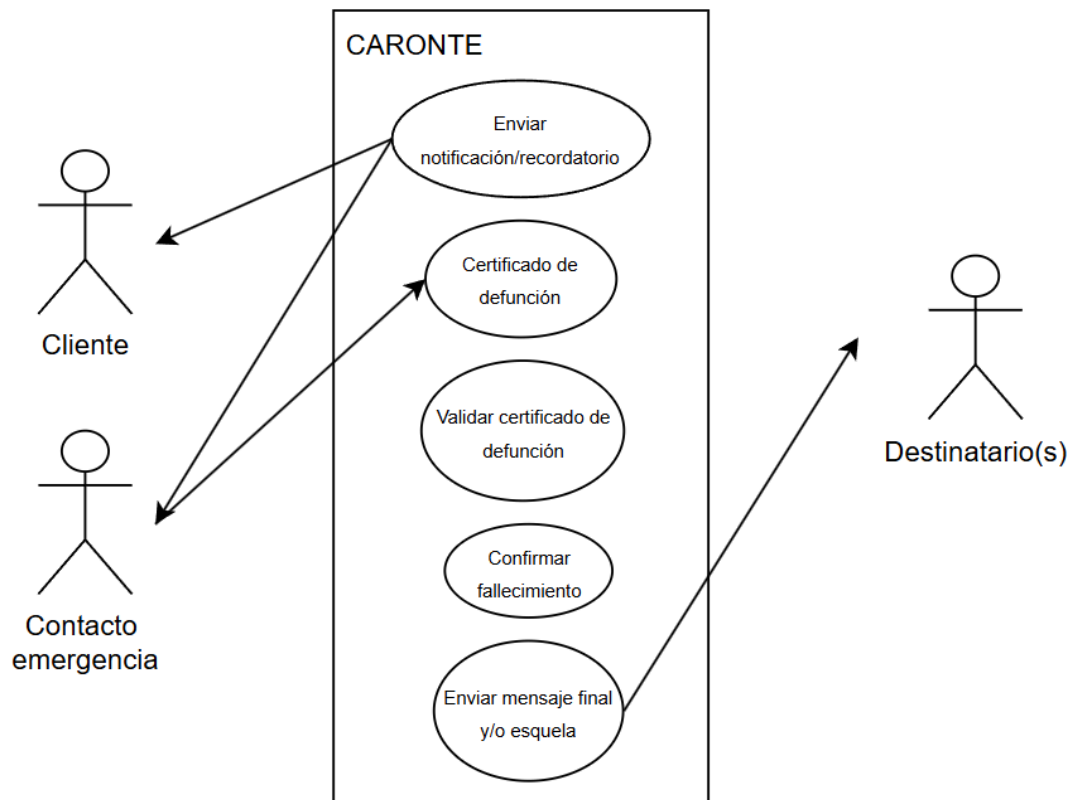 CARONTE
Enviar
notificación/recordatorio
Certificado de
defunción
Cliente
Validar certificado de
defunción
Destinatario(s)
Confirmar
fallecimiento
Contacto
emergencia
Enviar mensaje final
y/o esquela